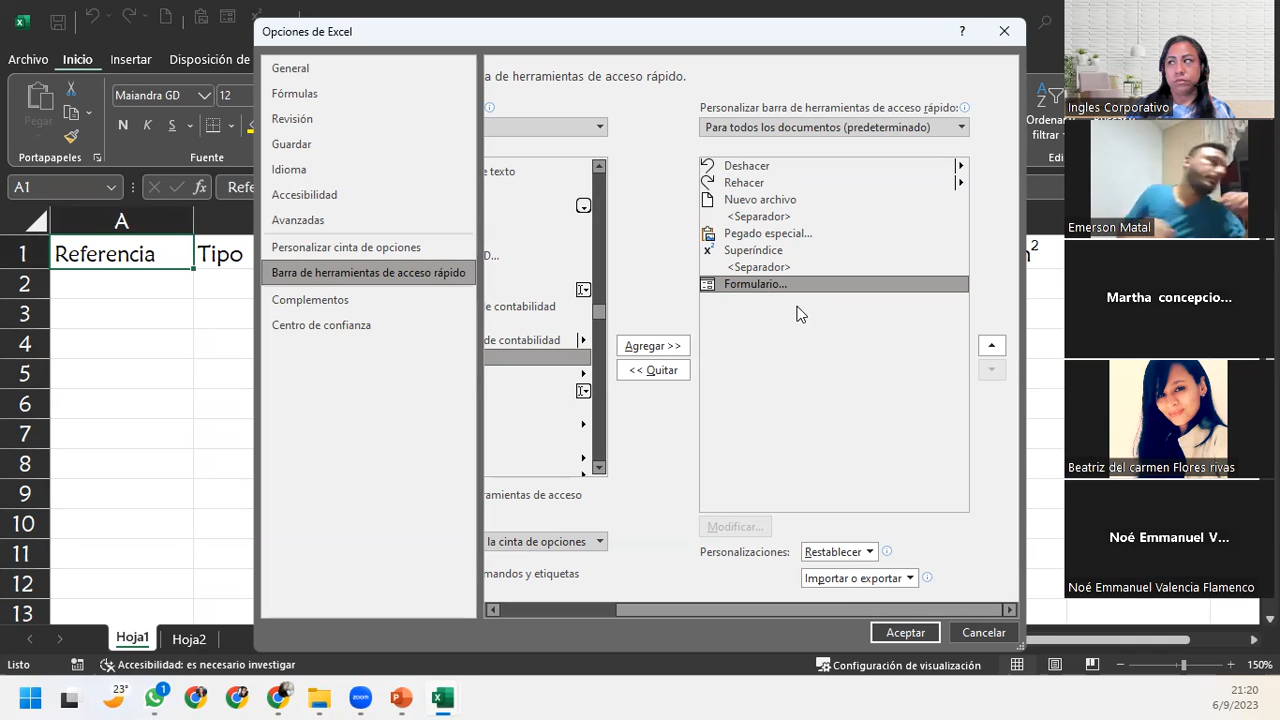 Opciones de Excel
?
Archivo
Inicio
Insertar
Disposición de
Pegar
Maiandra GD
12
N
K
S
Portapapeles
Fuente
Ordena
filtrar
Edi
A1
Refe
A
1
Referencia
Tipo
n²
2
3
4
5
6
7
8
9
10
11
12
13
General
Fórmulas
Revisión
Guardar
Idioma
Accesibilidad
Avanzadas
Personalizar cinta de opciones
Barra de herramientas de acceso rápido
Complementos
Centro de confianza
a de herramientas de acceso rápido.
e texto
D...
de contabilidad
de contabilidad
ramientas de acceso
la cinta de opciones
mandos y etiquetas
Agregar >>
<< Quitar
Personalizar barra de herramientas de acceso rápido:
Para todos los documentos (predeterminado)
Deshacer
Rehacer
Nuevo archivo
<Separador>
Pegado especial...
Superíndice
<Separador>
Formulario...
Modificar...
Personalizaciones:
Restablecer
Importar o exportar
Aceptar
Cancelar
Hoja1
Hoja2
Listo
Accesibilidad: es necesario investigar
Configuración de visualización
150%
23°
1
21:20
6/9/2023
Ingles Corporativo
Emerson Matal
Martha concepcio...
Beatriz del carmen Flores rivas
Noé Emmanuel V...
Noé Emmanuel Valencia Flamenco